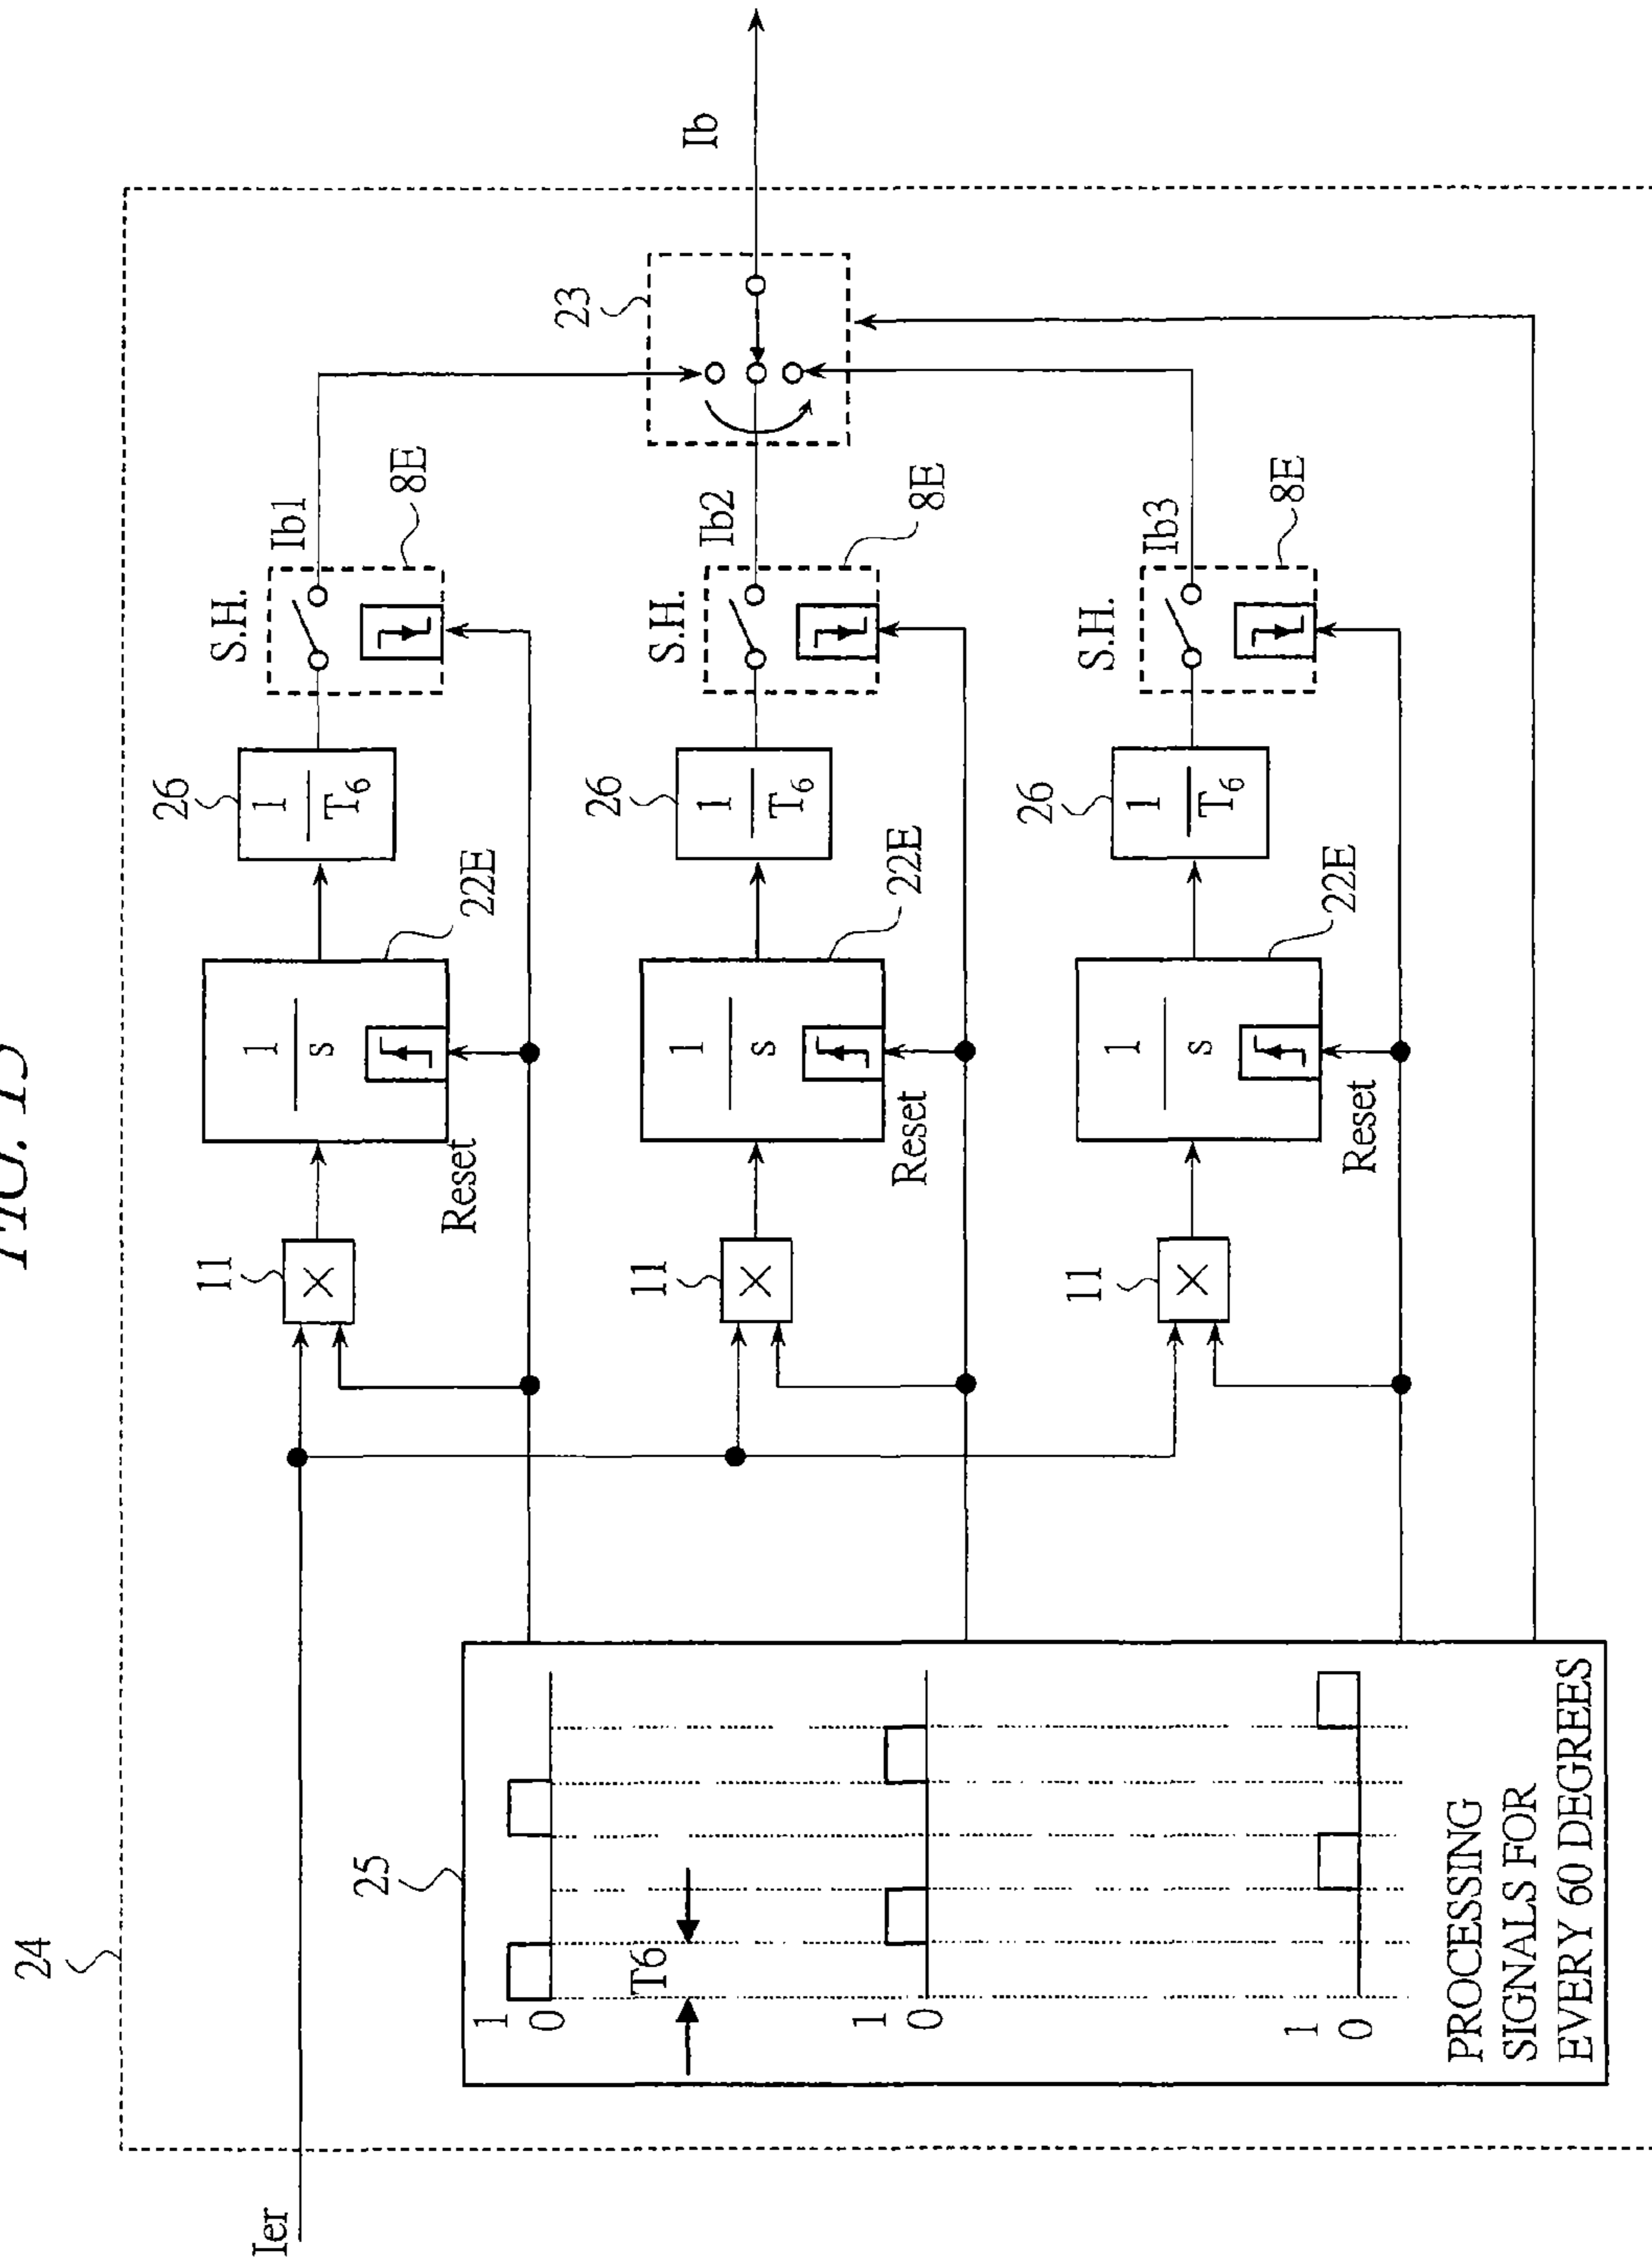 24
Ier
25
1
0
T6
1
0
1
0
PROCESSING
SIGNALS FOR
EVERY 60 DEGREES
11
×
Reset
1
s
22E
26
1
T6
S.H.
Ib1
8E
11
×
Reset
1
s
22E
26
1
T6
S.H.
Ib2
8E
11
×
Reset
1
s
22E
26
1
T6
S.H.
Ib3
8E
23
Ib